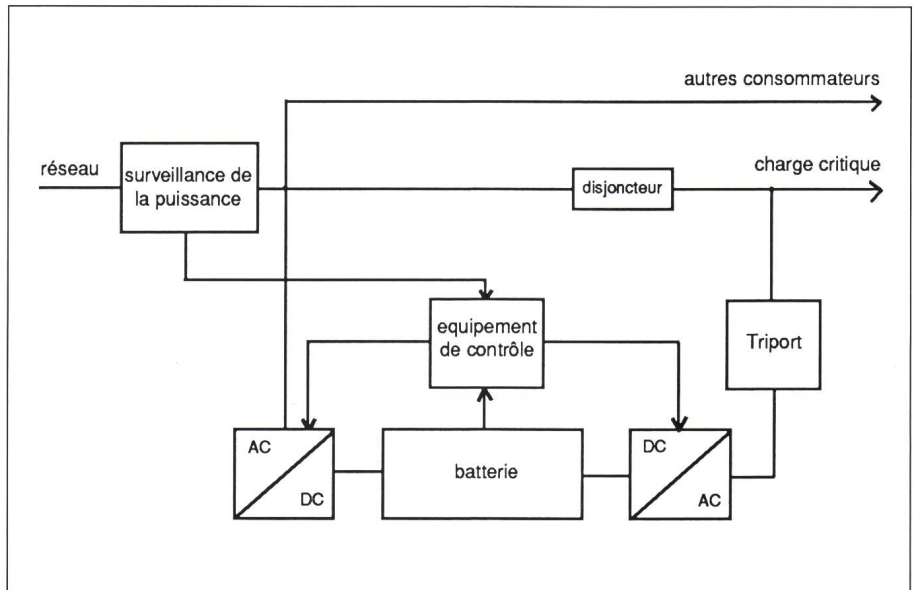 autres consommateurs
réseau
surveillance de
la puissance
disjoncteur
charge critique
equipement
de contrôle
Triport
AC
DC
batterie
DC
AC